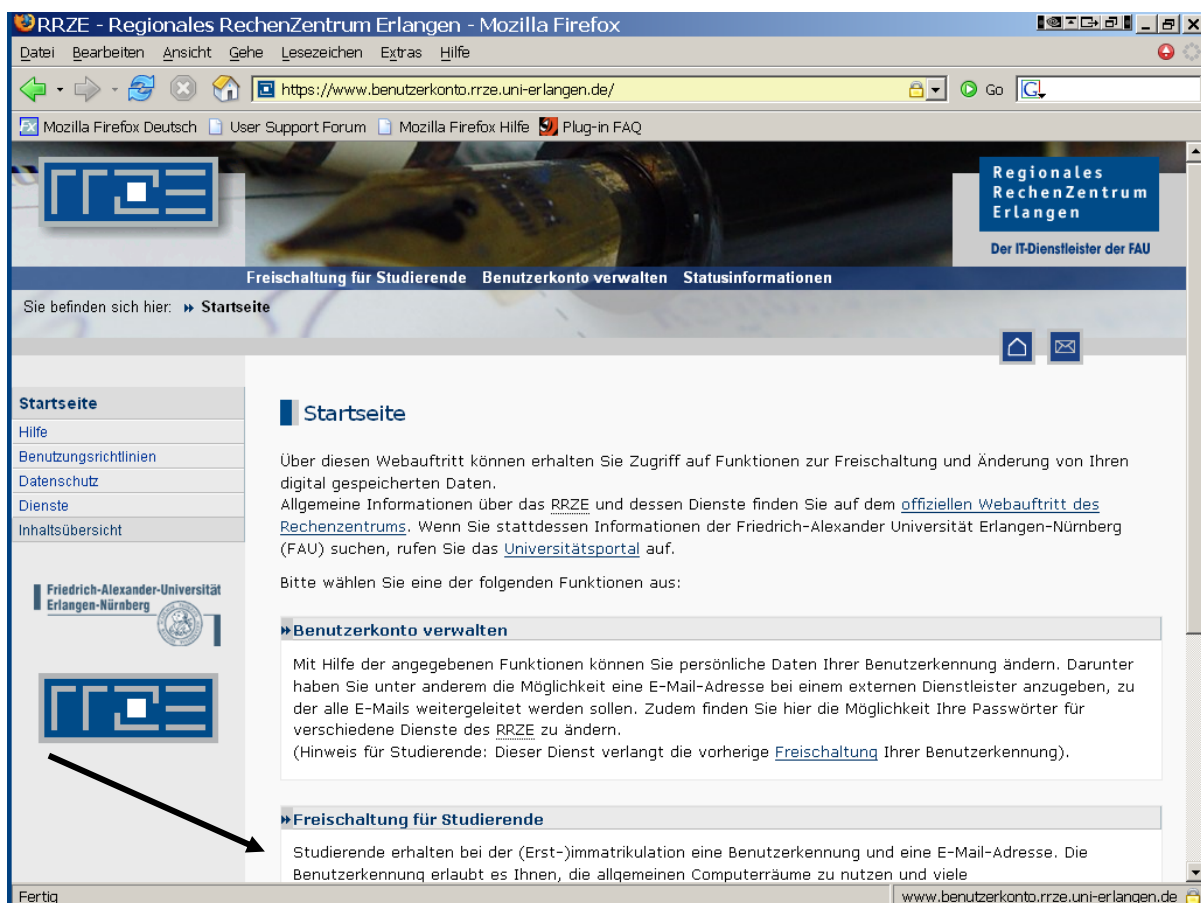 RRZE - Regionales RechenZentrum Erlangen - Mozilla Firefox
Datei Bearbeiten Ansicht Gehe Lesezeichen Extras Hilfe
https://www.benutzerkonto.rrze.uni-erlangen.de/ Go G
Mozilla Firefox Deutsch User Support Forum Mozilla Firefox Hilfe Plug-in FAQ
rrzE
Regionales
RechenZentrum
Erlangen
Der IT-Dienstleister der FAU
Freischaltung für Studierende Benutzerkonto verwalten Statusinformationen
Sie befinden sich hier: Startseite
Startseite
Hilfe
Benutzungsrichtlinien
Datenschutz
Dienste
Inhaltsübersicht
Friedrich-Alexander-Universität
Erlangen-Nürnberg
rrzE
Startseite
Über diesen Webauftritt können erhalten Sie Zugriff auf Funktionen zur Freischaltung und Änderung von Ihren
digital gespeicherten Daten.
Allgemeine Informationen über das RRZE und dessen Dienste finden Sie auf dem offiziellen Webauftritt des
Rechenzentrums. Wenn Sie stattdessen Informationen der Friedrich-Alexander Universität Erlangen-Nürnberg
(FAU) suchen, rufen Sie das Universitätsportal auf.
Bitte wählen Sie eine der folgenden Funktionen aus:
Benutzerkonto verwalten
Mit Hilfe der angegebenen Funktionen können Sie persönliche Daten Ihrer Benutzerkennung ändern. Darunter
haben Sie unter anderem die Möglichkeit eine E-Mail-Adresse bei einem externen Dienstleister anzugeben, zu
der alle E-Mails weitergeleitet werden sollen. Zudem finden Sie hier die Möglichkeit Ihre Passwörter für
verschiedene Dienste des RRZE zu ändern.
(Hinweis für Studierende: Dieser Dienst verlangt die vorherige Freischaltung Ihrer Benutzerkennung).
Freischaltung für Studierende
Studierende erhalten bei der (Erst-)immatrikulation eine Benutzerkennung und eine E-Mail-Adresse. Die
Benutzerkennung erlaubt es Ihnen, die allgemeinen Computerräume zu nutzen und viele
Fertig www.benutzerkonto.rrze.uni-erlangen.de